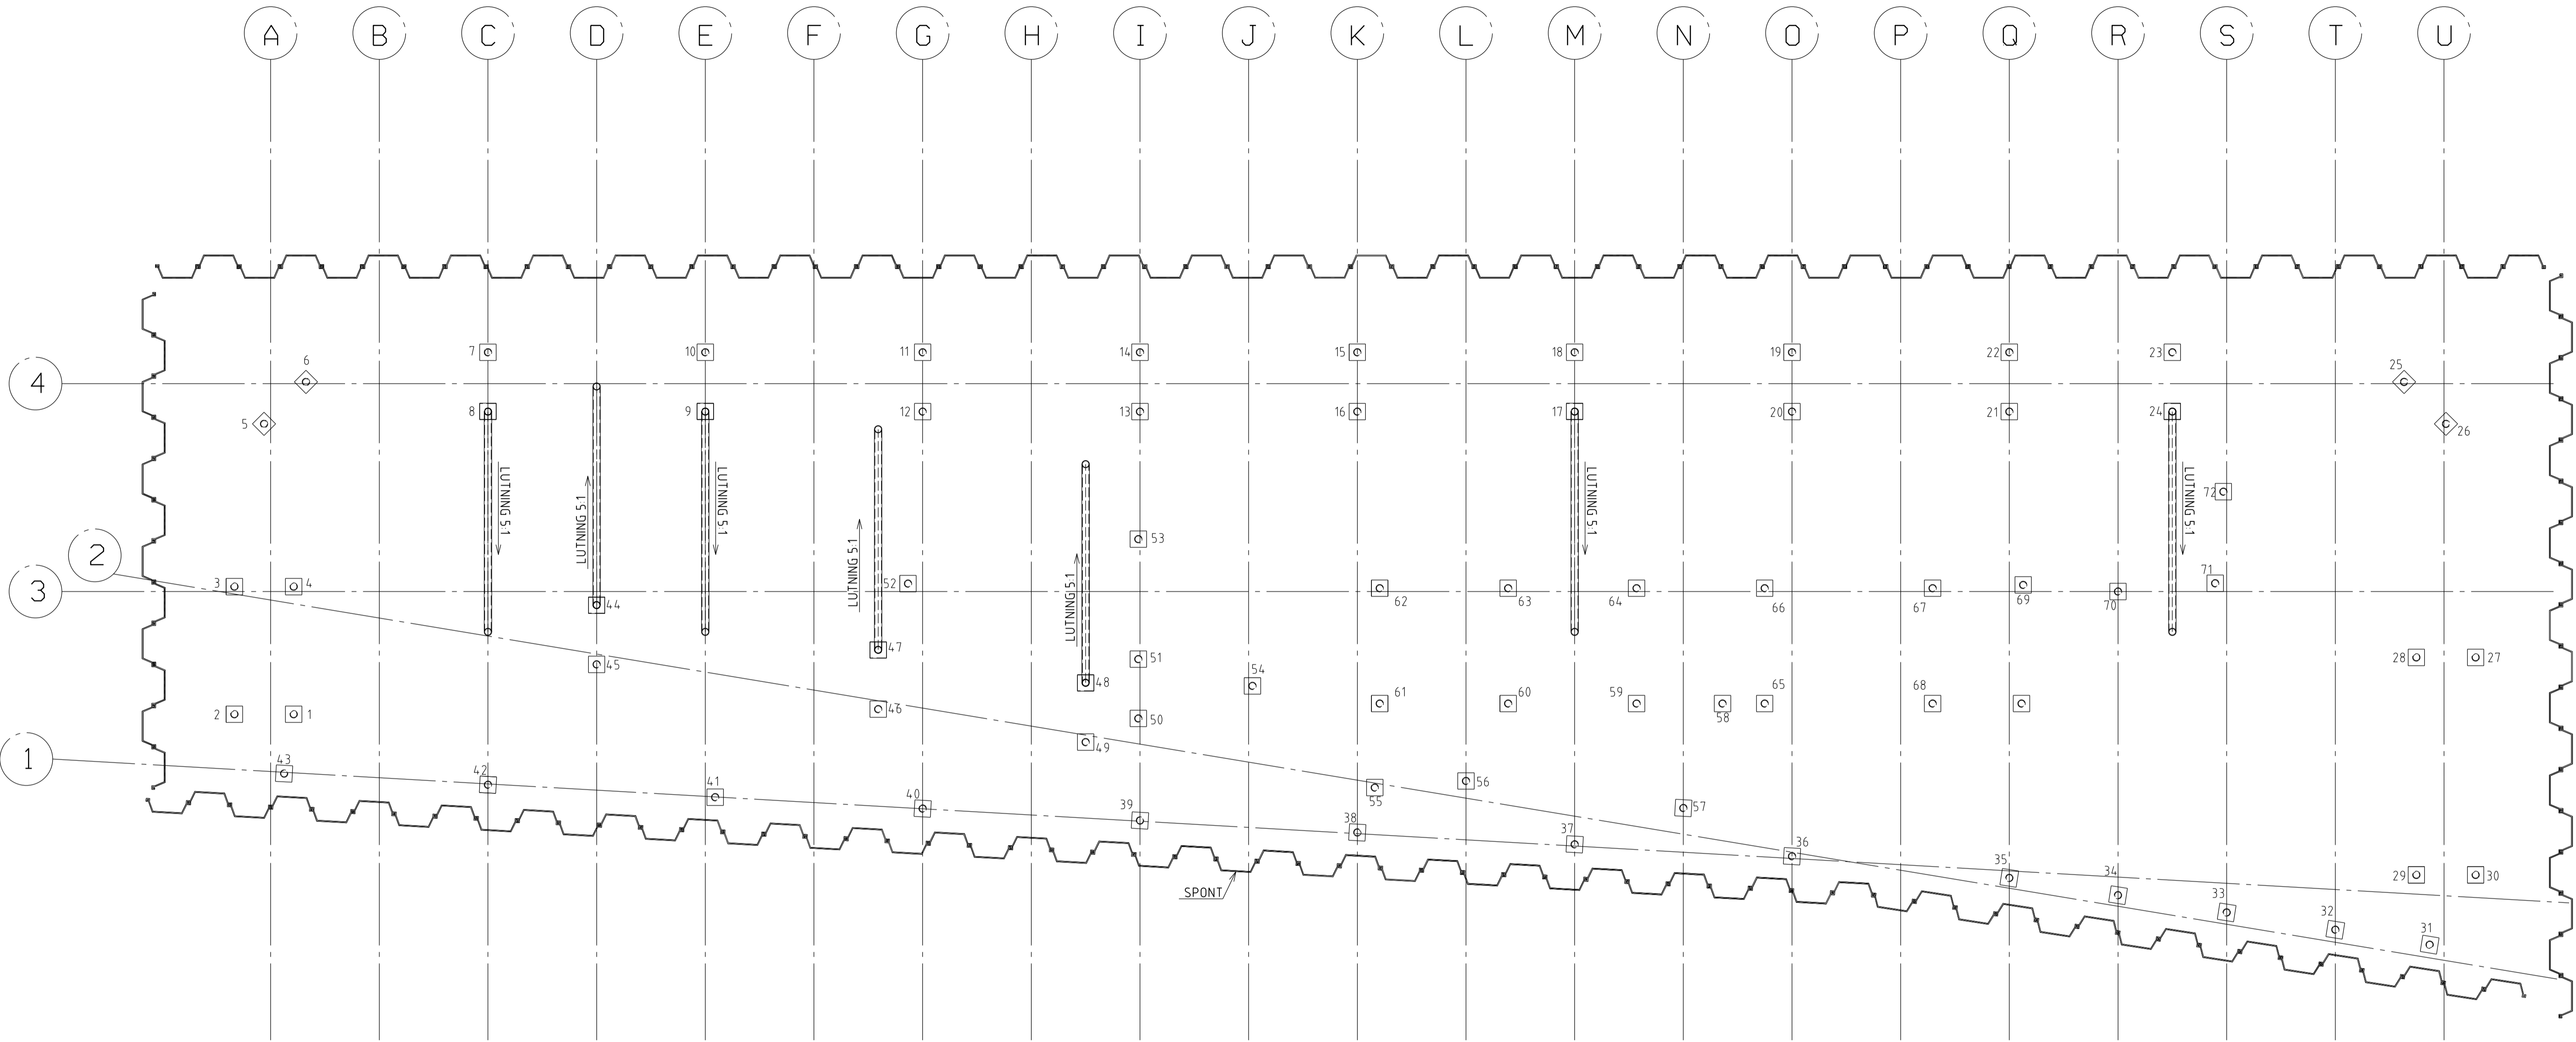 A B C D E F G H I J K L M N O P Q R S T U
7 10 11 14 15 18 19 22 23
6 25
4
8 9 12 13 16 17 20 21 24
5 26
LUTNING 5:1
LUTNING 5:1
LUTNING 5:1
LUTNING 5:1
LUTNING 5:1
LUTNING 5:1
LUTNING 5:1
72
53
2
3 4 52 71
3
62 63 64 66 67 69 70
44
47
45 51 28 27
48 54
61 60 59 65 68
46
2 1 50 58
49
1
43
42 56
41 55
40 57
39
38
37
36
35
34 29 30
SPONT
33
32
31